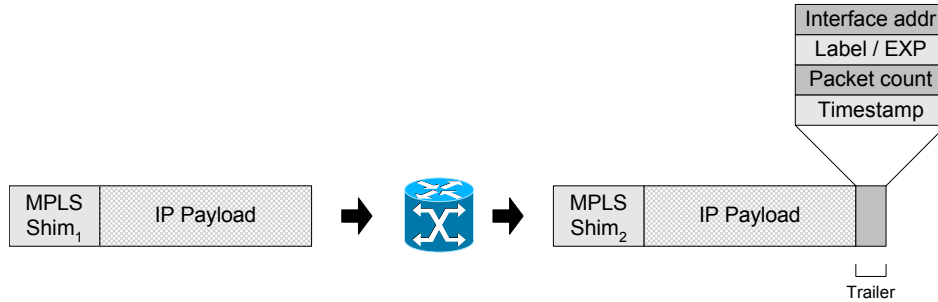 Interface addr
Label / EXP
Packet count
Timestamp
MPLS
Shim₁
IP Payload
MPLS
Shim₂
IP Payload
Trailer